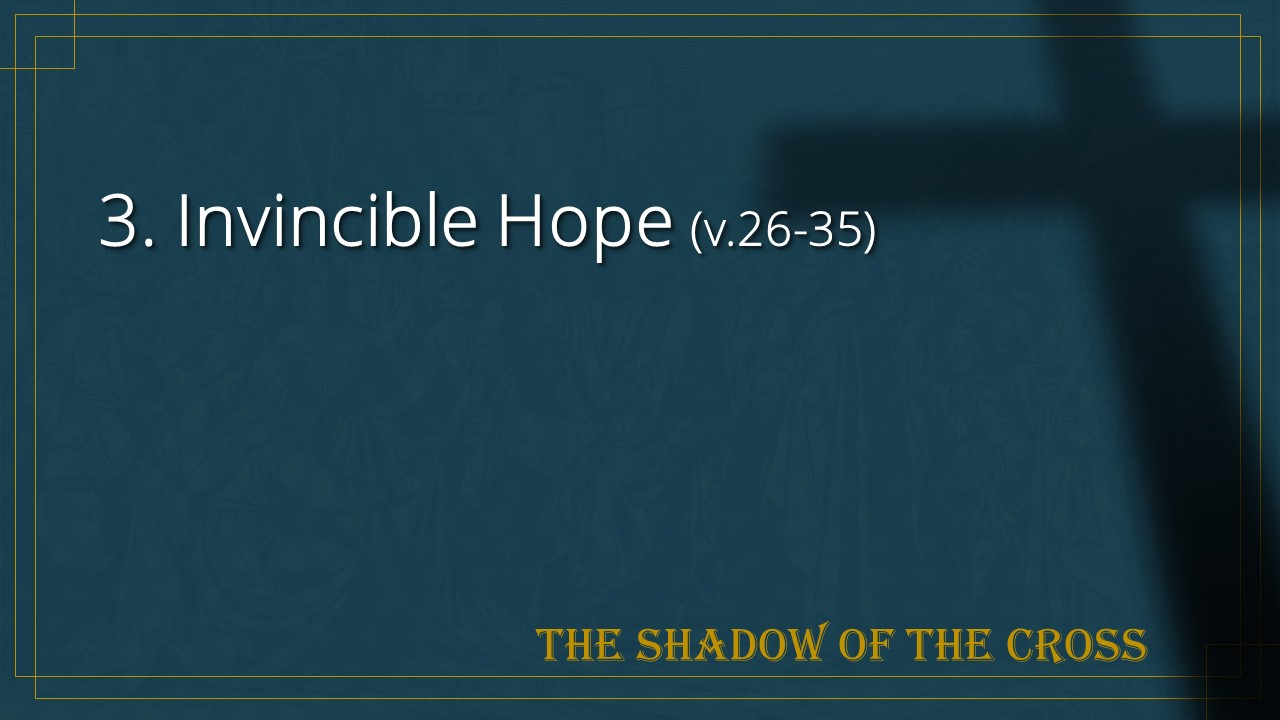 3. Invincible Hope (v.26-35)
THE SHADOW OF THE CROSS